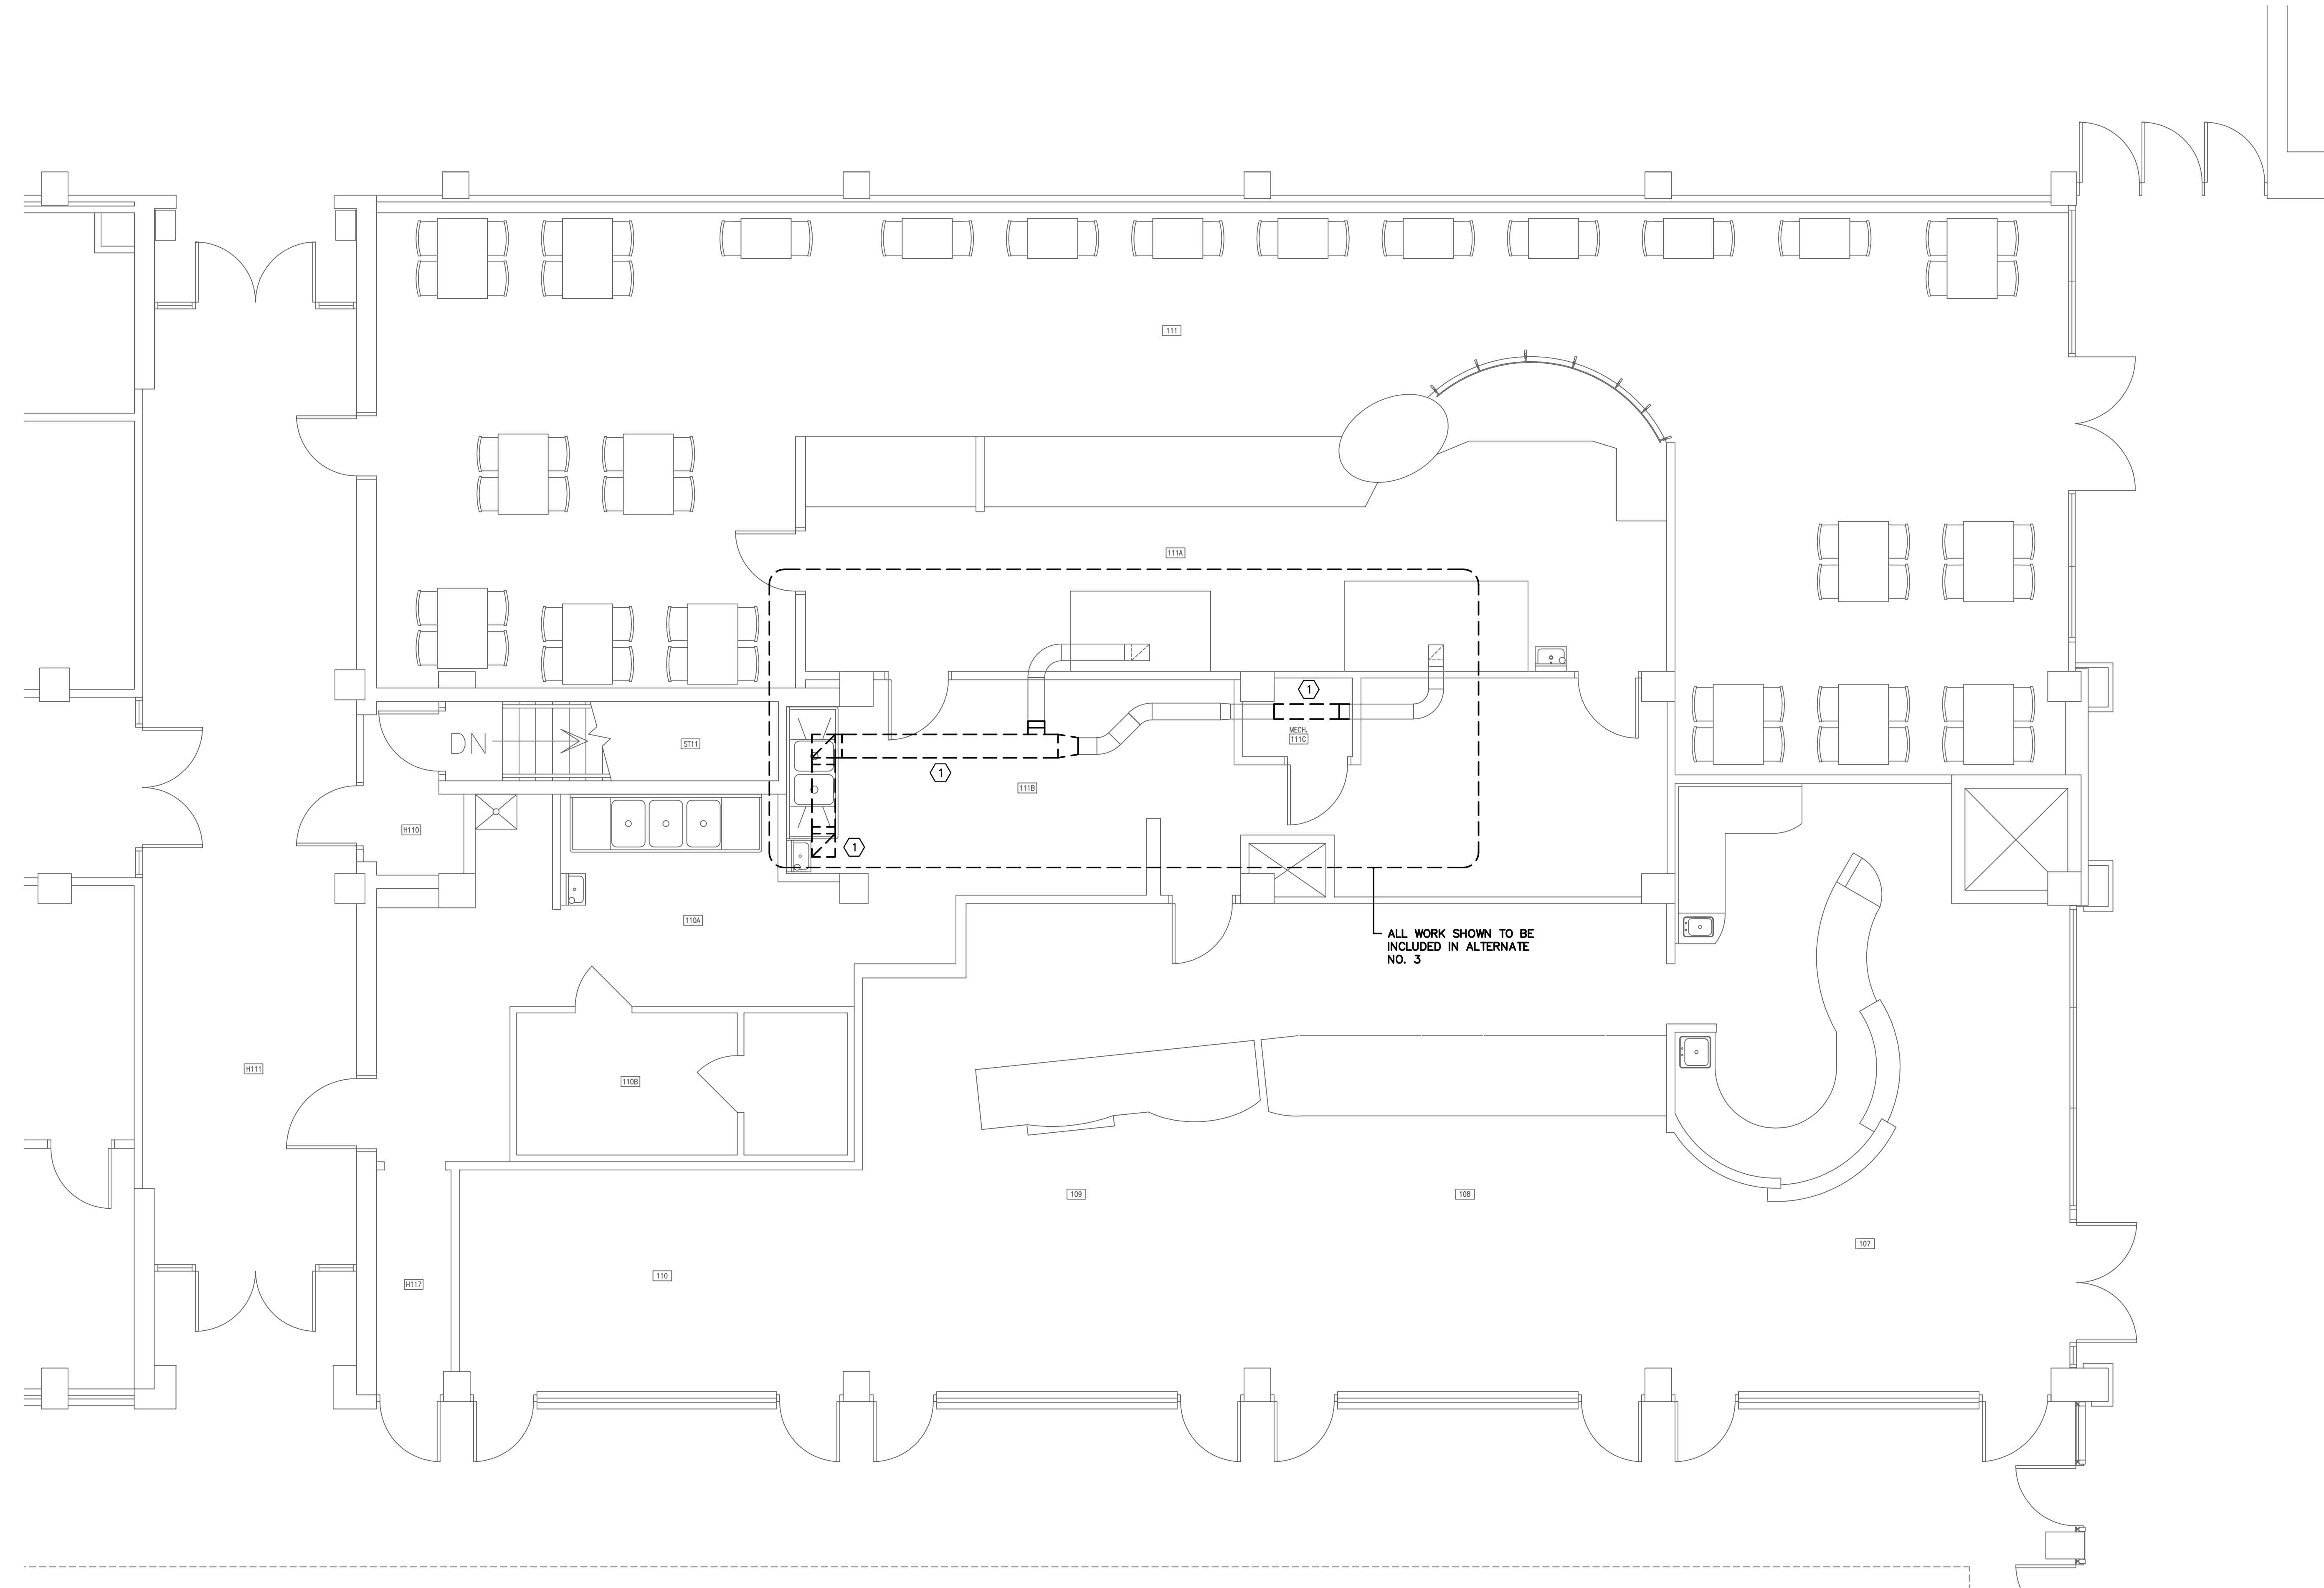 111
111A
1
MECH.
111C
DN
ST11
1
111B
H110
1
110A
ALL WORK SHOWN TO BE
INCLUDED IN ALTERNATE
NO. 3
H111
110B
109
108
107
110
H117